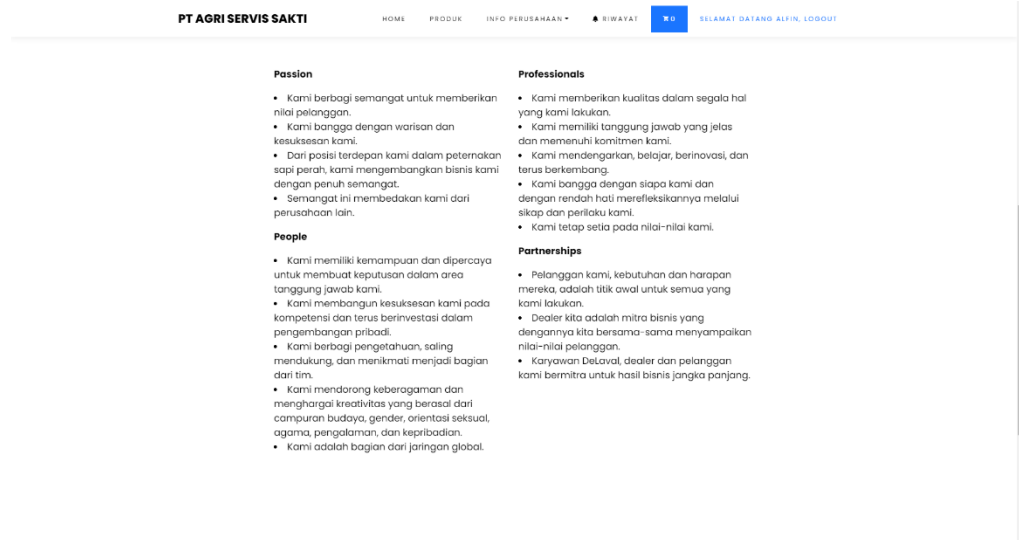 PT AGRI SERVIS SAKTI
HOME PRODUK INFO PERUSAHAAN RIWAYAT 0 SELAMAT DATANG ALFIN, LOGOUT
Passion
• Kami berbagi semangat untuk memberikan
nilai pelanggan.
• Kami bangga dengan warisan dan
kesuksesan kami.
• Dari posisi terdepan kami dalam peternakan
sapi perah, kami mengembangkan bisnis kami
dengan penuh semangat.
• Semangat ini membedakan kami dari
perusahaan lain.
People
• Kami memiliki kemampuan dan dipercaya
untuk membuat keputusan dalam area
tanggung jawab kami.
• Kami membangun kesuksesan kami pada
kompetensi dan terus berinvestasi dalam
pengembangan pribadi.
• Kami berbagi pengetahuan, saling
mendukung, dan menikmati menjadi bagian
dari tim.
• Kami mendorong keberagaman dan
menghargai kreativitas yang berasal dari
campuran budaya, gender, orientasi seksual,
agama, pengalaman, dan kepribadian.
• Kami adalah bagian dari jaringan global.
Professionals
• Kami memberikan kualitas dalam segala hal
yang kami lakukan.
• Kami memiliki tanggung jawab yang jelas
dan memenuhi komitmen kami.
• Kami mendengarkan, belajar, berinovasi, dan
terus berkembang.
• Kami bangga dengan siapa kami dan
dengan rendah hati merefleksikannya melalui
sikap dan perilaku kami.
• Kami tetap setia pada nilai-nilai kami.
Partnerships
• Pelanggan kami, kebutuhan dan harapan
mereka, adalah titik awal untuk semua yang
kami lakukan.
• Dealer kita adalah mitra bisnis yang
dengannya kita bersama-sama menyampaikan
nilai-nilai pelanggan.
• Karyawan DeLaval, dealer dan pelanggan
kami bermitra untuk hasil bisnis jangka panjang.